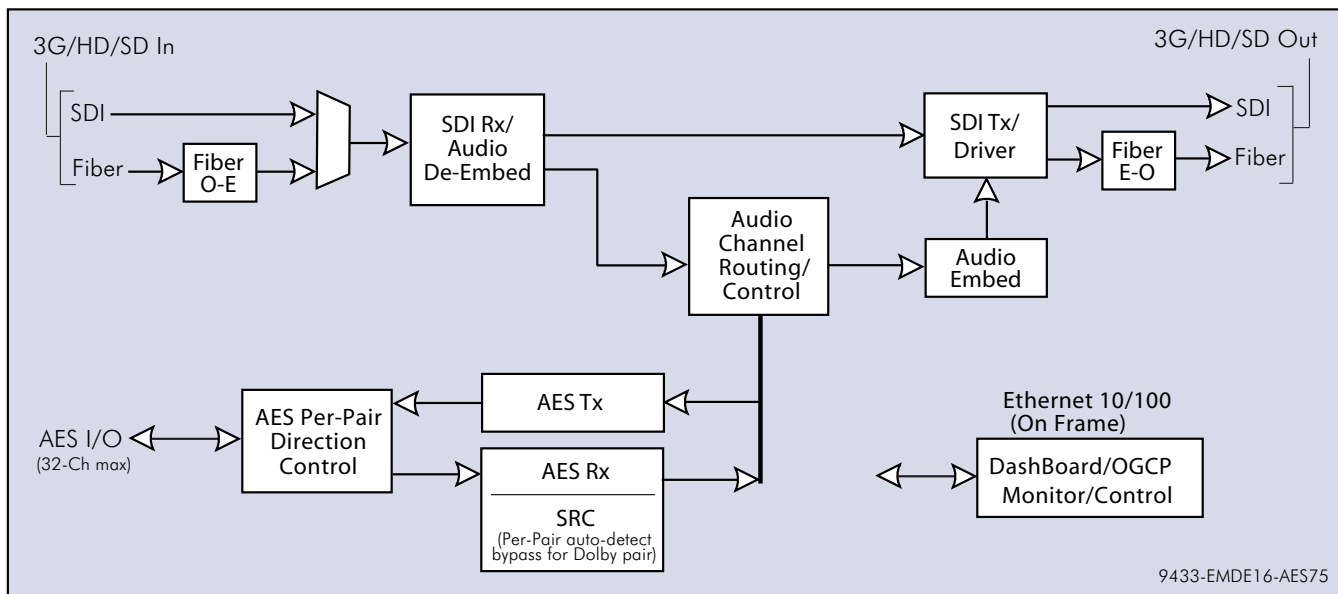 3G/HD/SD In
3G/HD/SD Out
SDI
Fiber
Fiber
O-E
SDI Rx/
Audio
De-Embed
SDI Tx/
Driver
SDI
Fiber
E-O
Fiber
Audio
Channel
Routing/
Control
Audio
Embed
AES I/O
(32-Ch max)
AES Per-Pair
Direction
Control
AES Tx
AES Rx
SRC
(Per-Pair auto-detect
bypass for Dolby pair)
Ethernet 10/100
(On Frame)
DashBoard/OGCP
Monitor/Control
9433-EMDE16-AES75